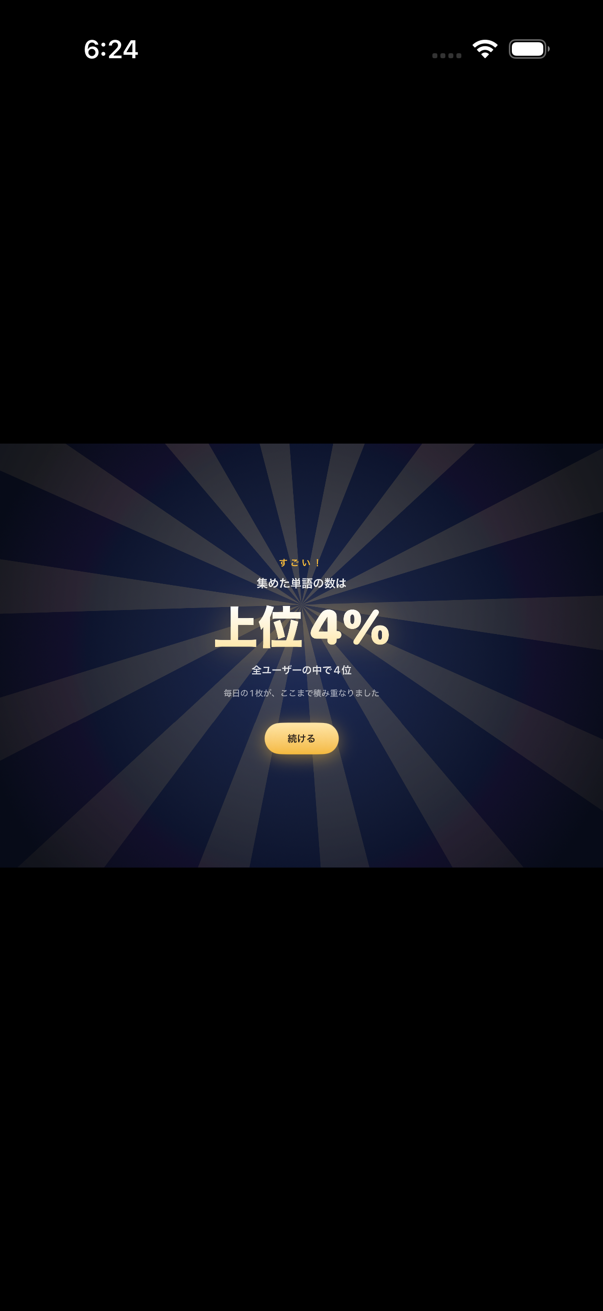 6:24
すごい！
集めた単語の数は
上位4%
全ユーザーの中で4位
毎日の1枚が、ここまで積み重なりました
続ける